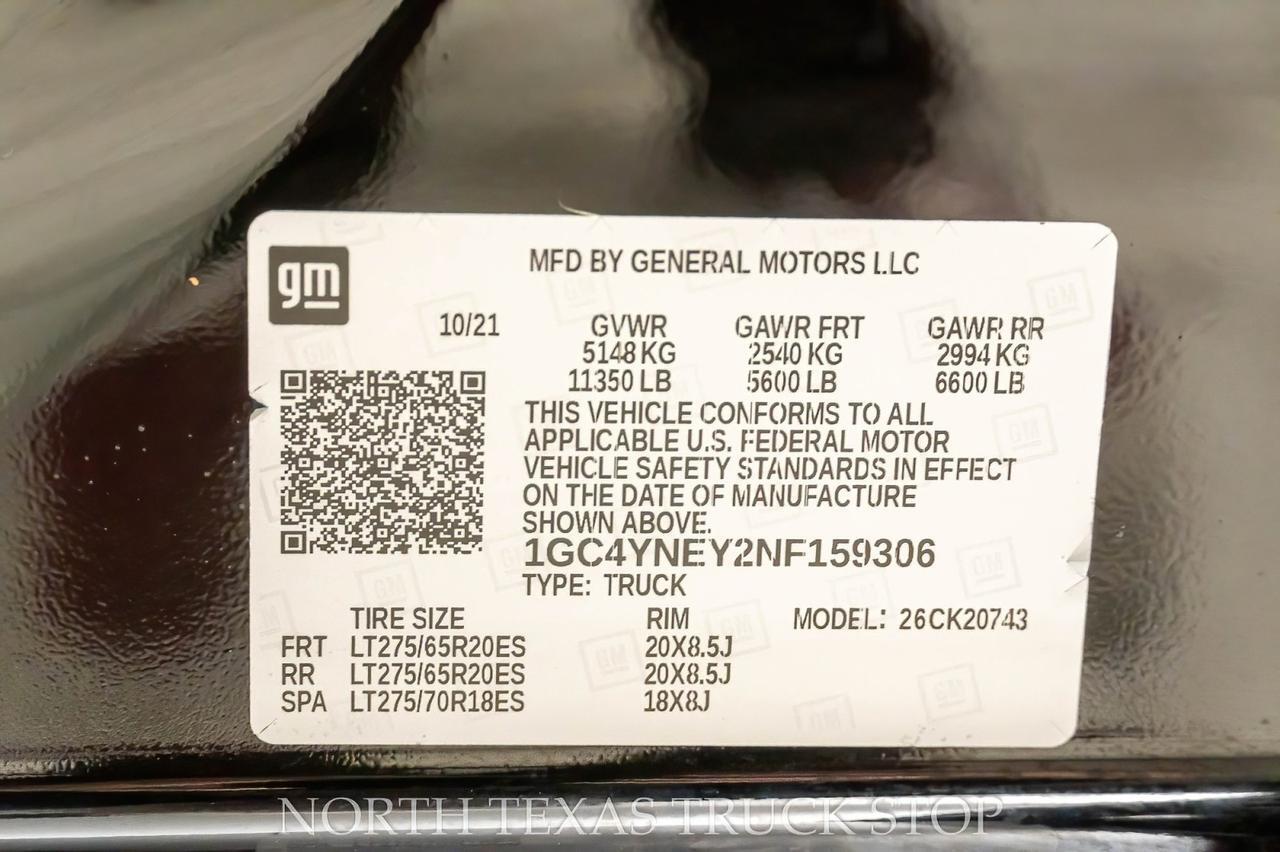 gm
MFD BY GENERAL MOTORS LLC
10/21 GVWR GAWR FRT GAWR RR
5148 KG 2540 KG 2994 KG
11350 LB 5600 LB 6600 LB
THIS VEHICLE CONFORMS TO ALL
APPLICABLE U.S. FEDERAL MOTOR
VEHICLE SAFETY STANDARDS IN EFFECT
ON THE DATE OF MANUFACTURE
SHOWN ABOVE.
1GC4YNEY2NF159306
TYPE: TRUCK
TIRE SIZE RIM MODEL: 26CK20743
FRT LT275/65R20ES 20X8.5J
RR LT275/65R20ES 20X8.5J
SPA LT275/70R18ES 18X8J
NORTH TEXAS TRUCK STOP